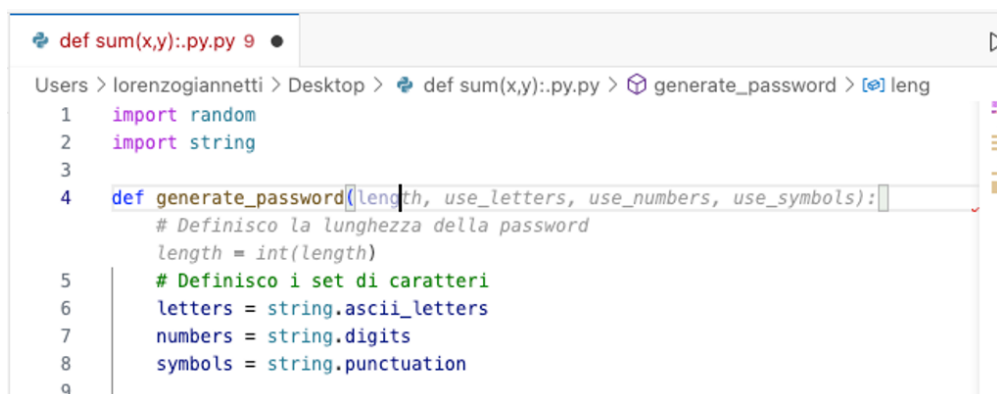 def sum(x,y):.py.py 9
Users > lorenzogiannetti > Desktop > def sum(x,y):.py.py > generate_password > leng
1 import random
2 import string
3
4 def generate_password(length, use_letters, use_numbers, use_symbols):
# Definisco la lunghezza della password
length = int(length)
5 # Definisco i set di caratteri
6 letters = string.ascii_letters
7 numbers = string.digits
8 symbols = string.punctuation
9